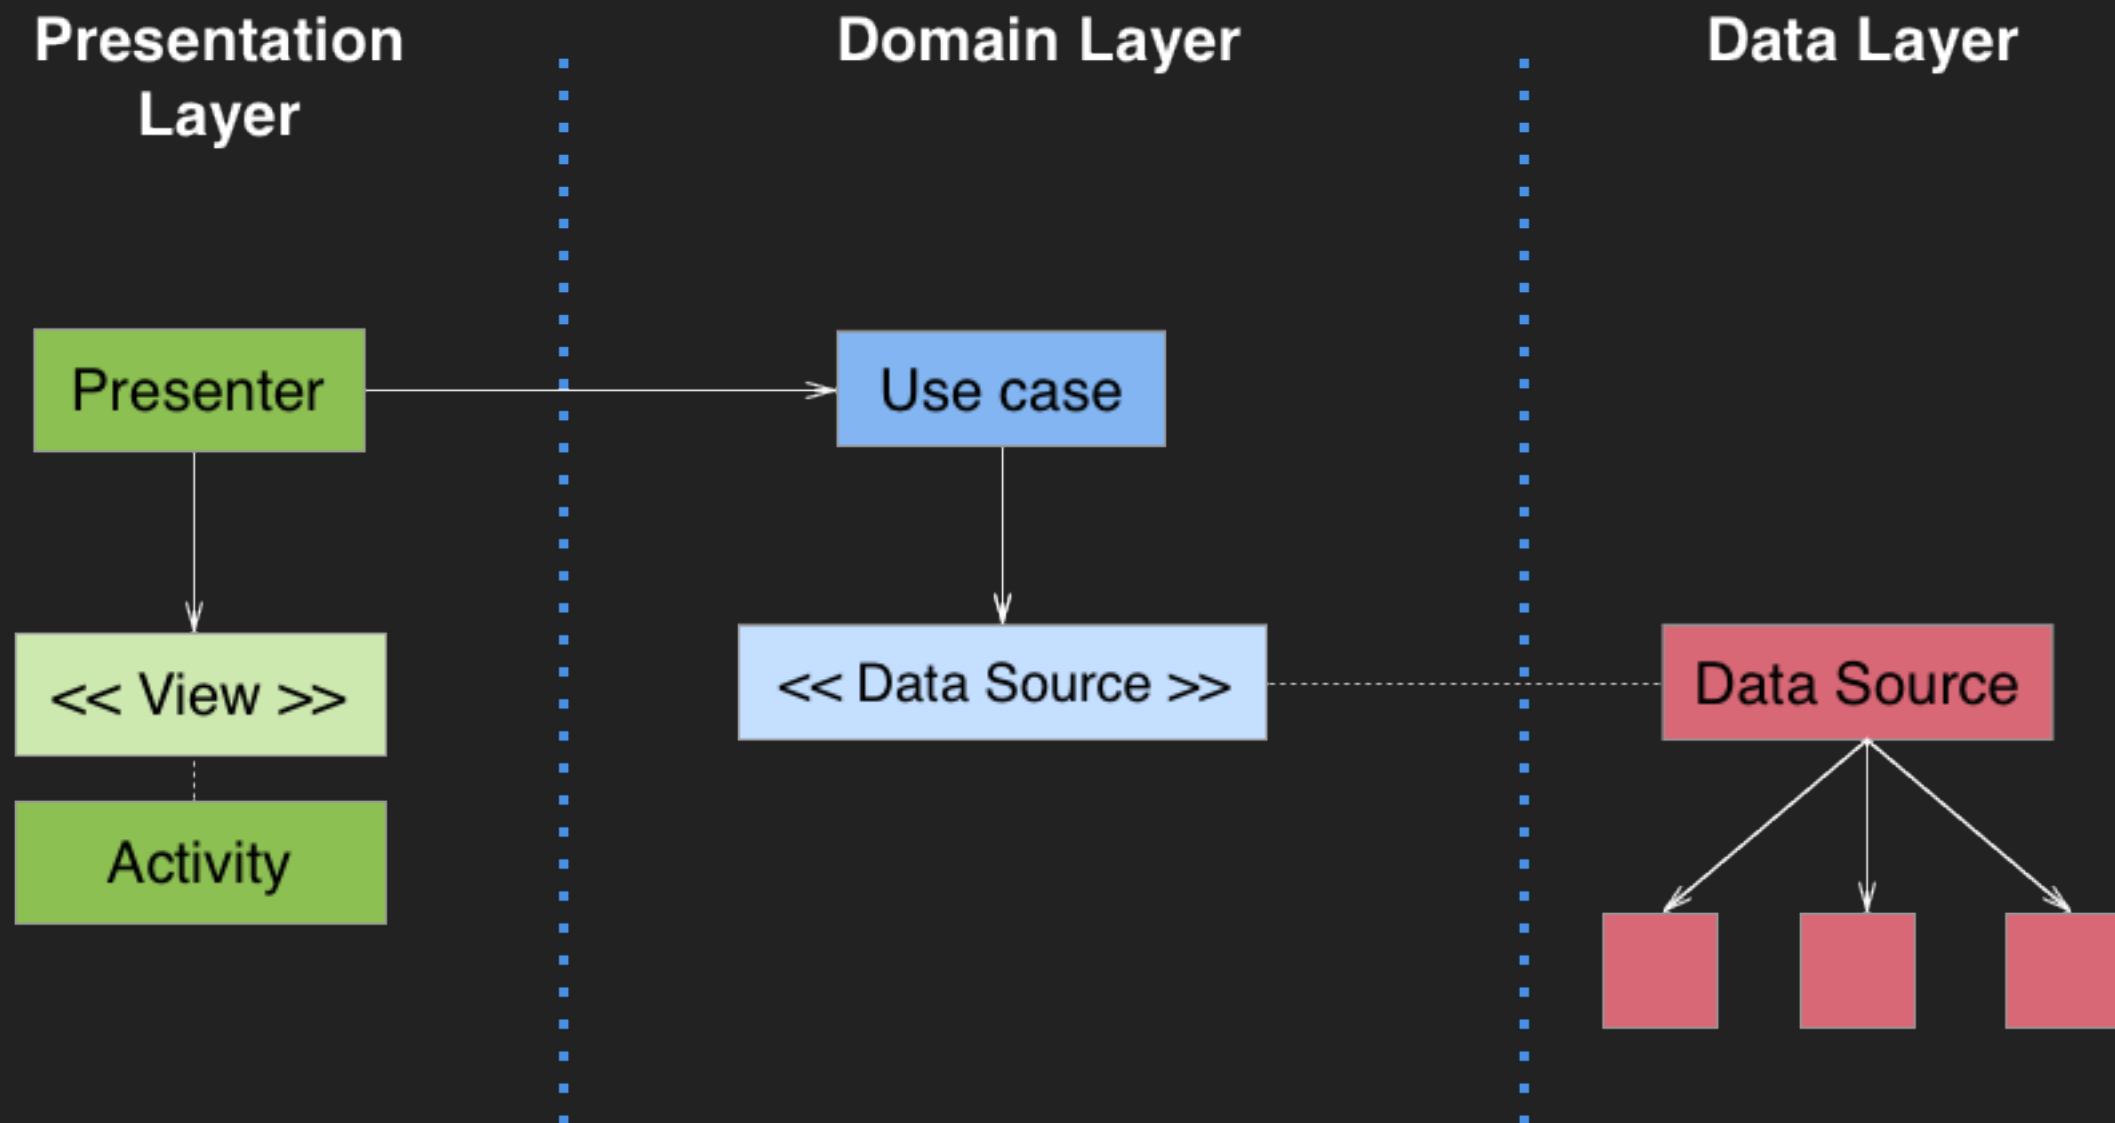 Presentation
Layer
Domain Layer
Data Layer
Presenter
Use case
<< View >>
<< Data Source >>
Data Source
Activity